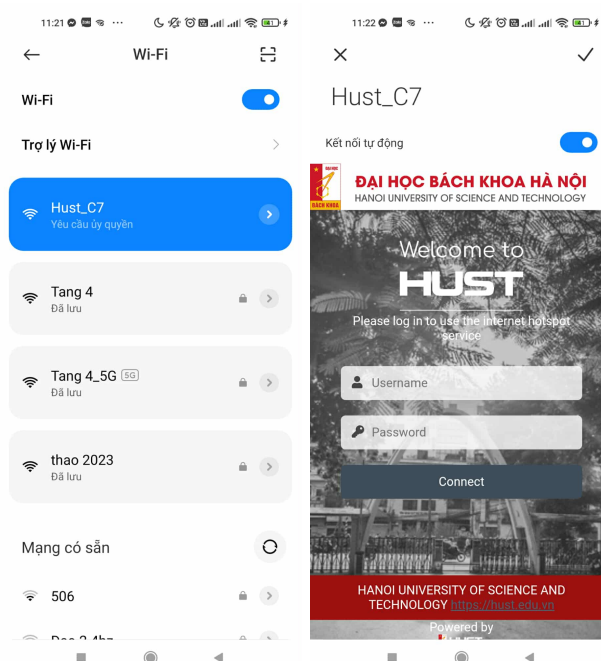 11:21
Wi-Fi
Wi-Fi
Trợ lý Wi-Fi
Hust_C7
Yêu cầu ủy quyền
Tang 4
Đã lưu
Tang 4_5G 5G
Đã lưu
thao 2023
Đã lưu
Mạng có sẵn
506
11:22
Hust_C7
Kết nối tự động
ĐẠI HỌC
BÁCH KHOA
ĐẠI HỌC BÁCH KHOA HÀ NỘI
HANOI UNIVERSITY OF SCIENCE AND TECHNOLOGY
Welcome to
HUST
Please log in to use the internet hotspot
service
Username
Password
Connect
HANOI UNIVERSITY OF SCIENCE AND
TECHNOLOGY https://hust.edu.vn
Powered by